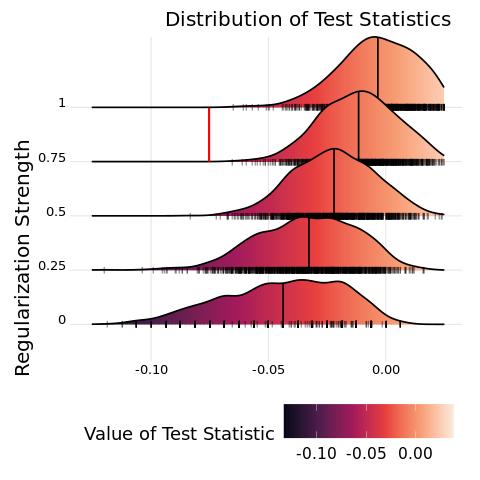 Distribution of Test Statistics
Regularization Strength
1
0.75
0.5
0.25
0
-0.10 -0.05 0.00
Value of Test Statistic
-0.10 -0.05 0.00